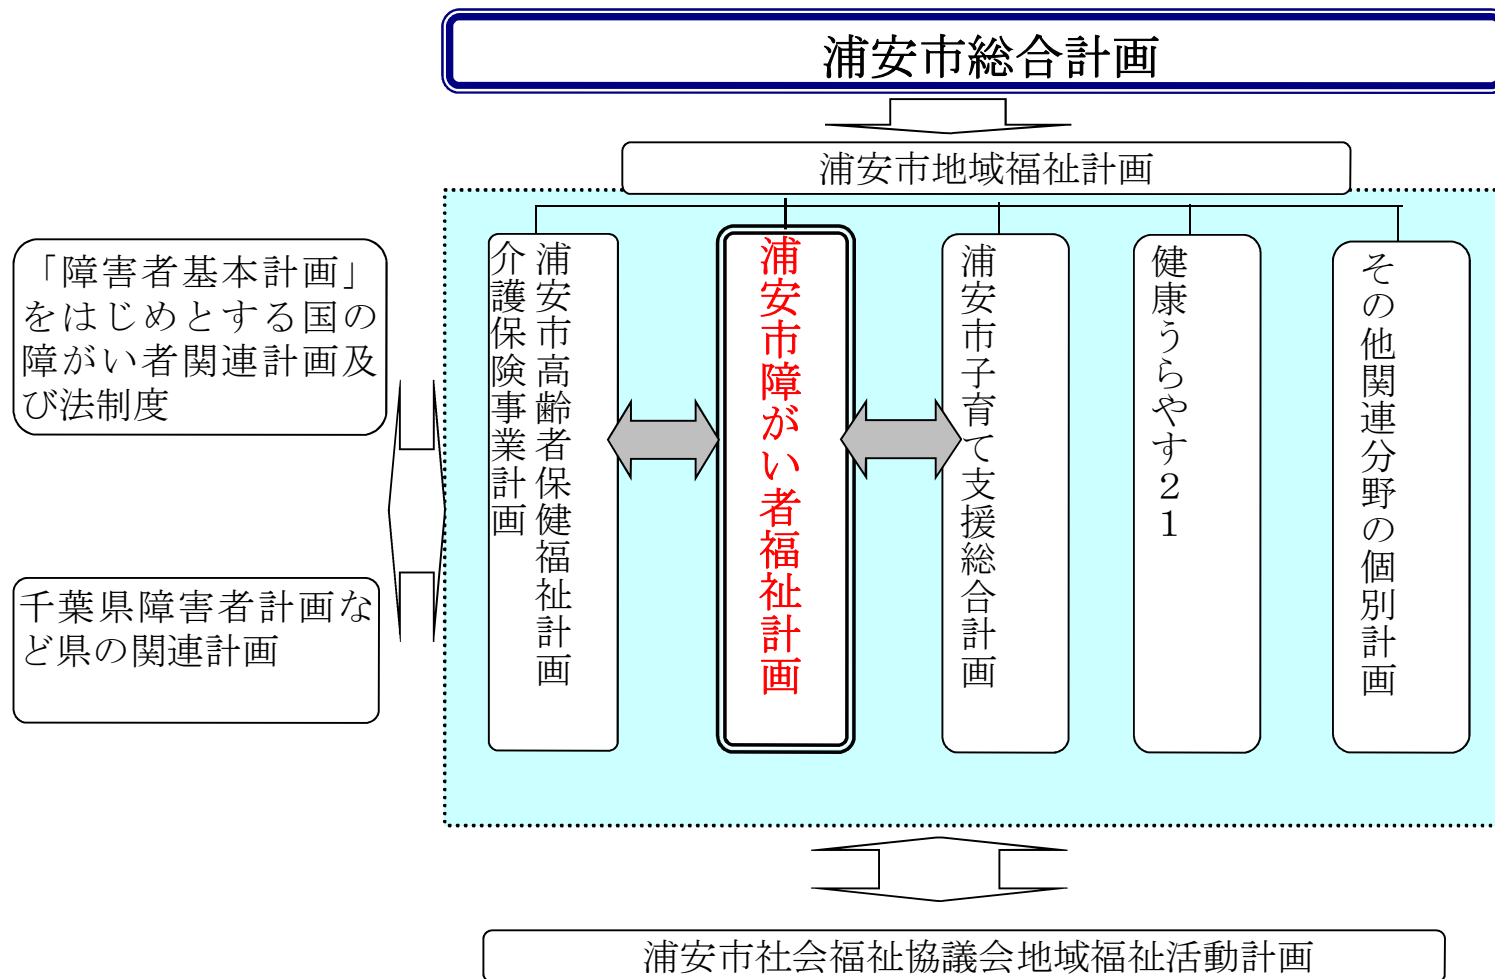 浦安市総合計画
浦安市地域福祉計画
「障害者基本計画」
をはじめとする国の
障がい者関連計画及
び法制度
千葉県障害者計画な
ど県の関連計画
浦安市高齢者保健福祉計画
介護保険事業計画
浦安市障がい者福祉計画
浦安市子育て支援総合計画
健康うらやす２１
その他関連分野の個別計画
浦安市社会福祉協議会地域福祉活動計画